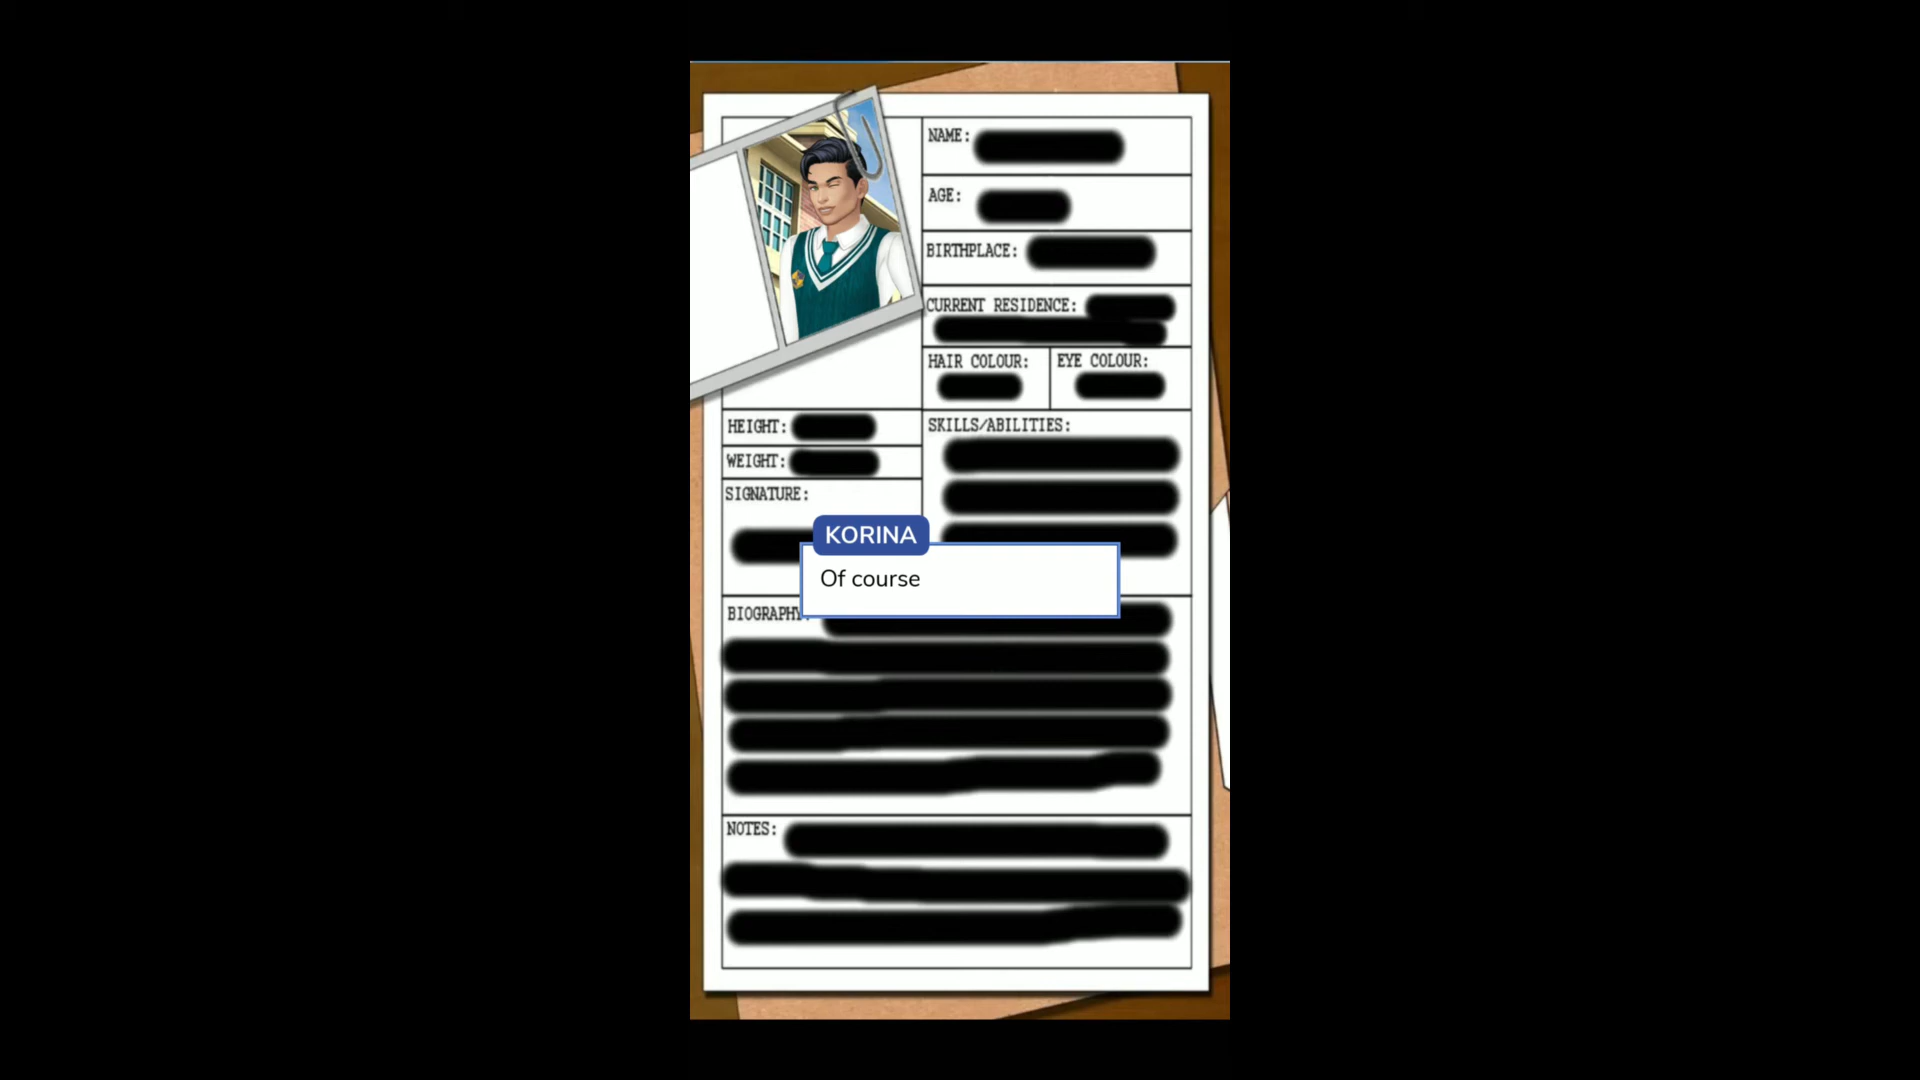 NAME:
AGE:
BIRTHPLACE:
CURRENT RESIDENCE:
HAIR COLOUR:
EYE COLOUR:
HEIGHT:
WEIGHT:
SKILLS/ABILITIES:
SIGNATURE:
KORINA
Of course
BIOGRAPHY:
NOTES: